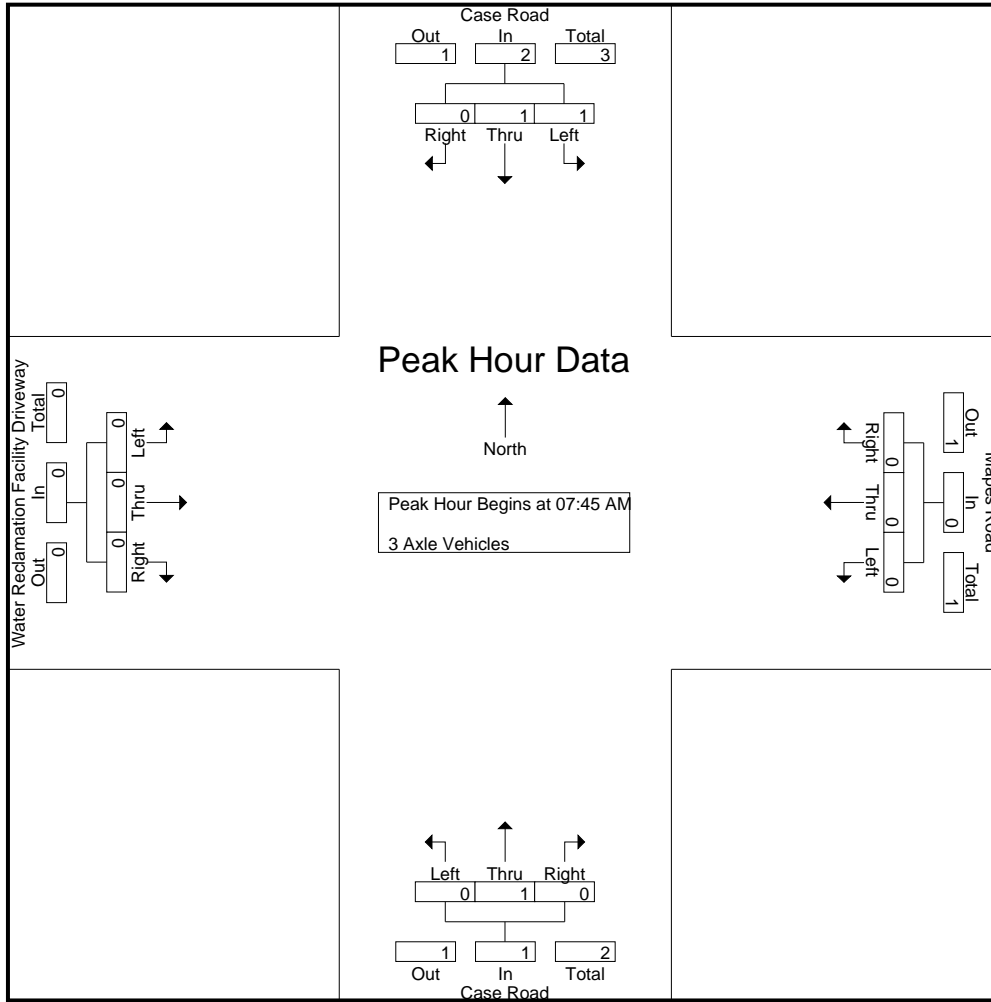 Case Road
Out In Total
1 2 3
0 1 1
Right Thru Left
Peak Hour Data
North
Peak Hour Begins at 07:45 AM
3 Axle Vehicles
Water Reclamation Facility Driveway
Out In Total
0 0 0
Right Thru Left
0 0 0
Mapes Road
Out In Total
1 0 1
Right Thru Left
0 0 0
Left Thru Right
0 1 0
1 1 2
Out In Total
Case Road